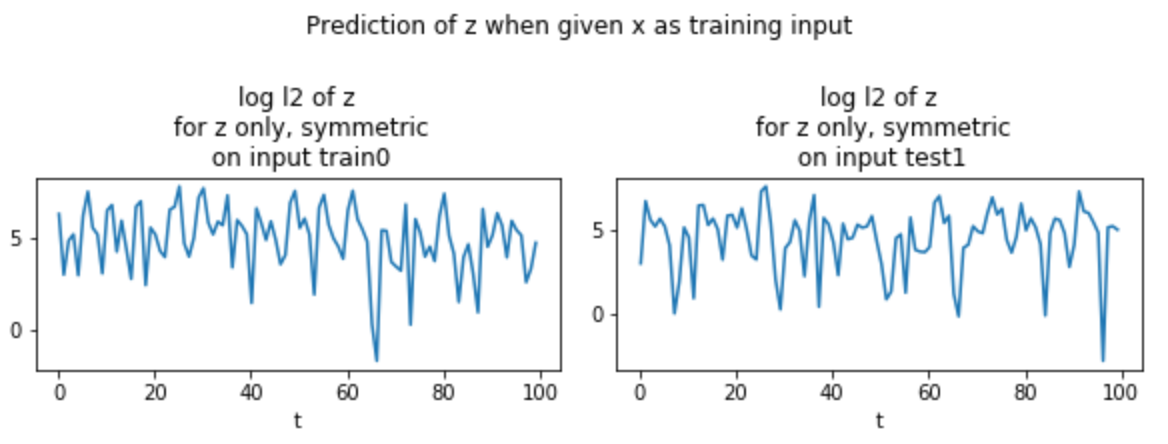 Prediction of z when given x as training input
log l2 of z
for z only, symmetric
on input train0
5
0
0 20 40 60 80 100
t
log l2 of z
for z only, symmetric
on input test1
5
0
0 20 40 60 80 100
t